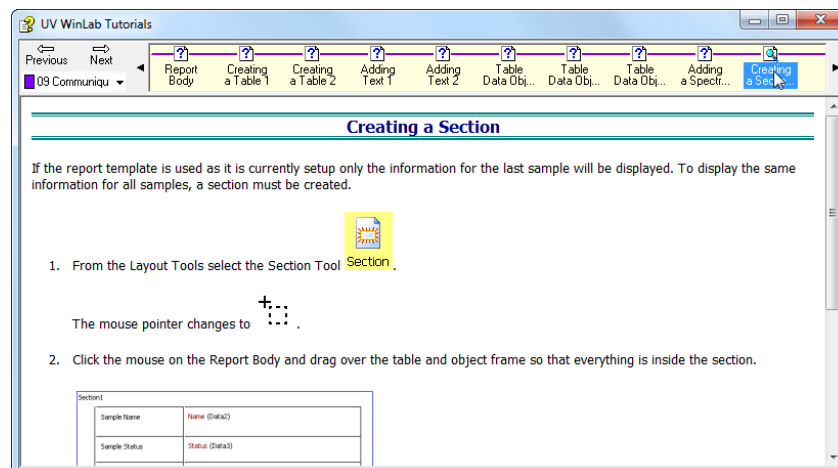 UV WinLab Tutorials
Previous
Next
09 Communiqu
Report
Body
Creating
a Table 1
Creating
a Table 2
Adding
Text 1
Adding
Text 2
Table
Data Obj...
Table
Data Obj...
Table
Data Obj...
Adding
a Spectr...
Creating
Creating a Section
If the report template is used as it is currently setup only the information for the last sample will be displayed. To display the same
information for all samples, a section must be created.
Section
1. From the Layout Tools select the Section Tool .
The mouse pointer changes to .
2. Click the mouse on the Report Body and drag over the table and object frame so that everything is inside the section.
Section1
Sample Name Name (Data2)
Sample Status Status (Data3)